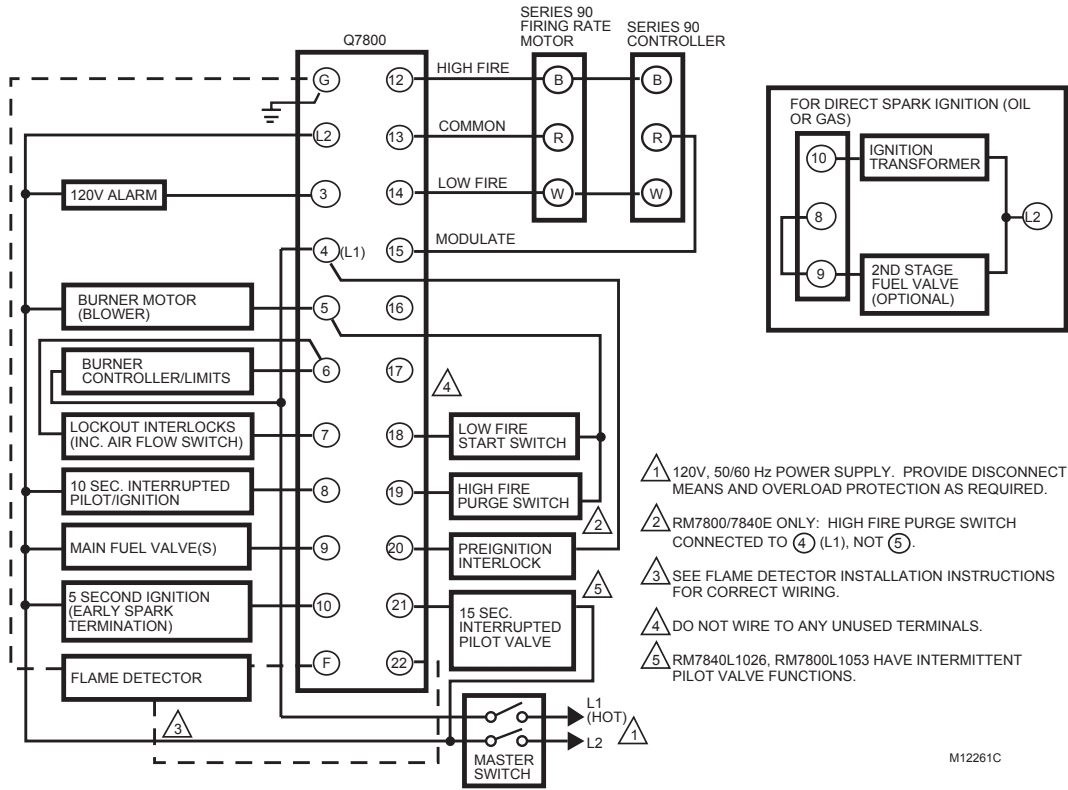 SERIES 90
FIRING RATE
MOTOR
SERIES 90
CONTROLLER
Q7800
G
12
HIGH FIRE
B
B
L2
13
COMMON
R
R
120V ALARM
3
14
LOW FIRE
W
W
4
(L1)
15
MODULATE
BURNER MOTOR
(BLOWER)
5
16
BURNER
CONTROLLER/LIMITS
6
17
4
LOCKOUT INTERLOCKS
(INC. AIR FLOW SWITCH)
7
18
LOW FIRE
START SWITCH
10 SEC. INTERRUPTED
PILOT/IGNITION
8
19
HIGH FIRE
PURGE SWITCH
2
MAIN FUEL VALVE(S)
9
20
PREIGNITION
INTERLOCK
5
5 SECOND IGNITION
(EARLY SPARK
TERMINATION)
10
21
15 SEC.
INTERRUPTED
PILOT VALVE
FLAME DETECTOR
F
22
3
L1
(HOT)
1
L2
MASTER
SWITCH
FOR DIRECT SPARK IGNITION (OIL
OR GAS)
10
IGNITION
TRANSFORMER
8
L2
9
2ND STAGE
FUEL VALVE
(OPTIONAL)
1 120V, 50/60 Hz POWER SUPPLY. PROVIDE DISCONNECT
MEANS AND OVERLOAD PROTECTION AS REQUIRED.
2 RM7800/7840E ONLY: HIGH FIRE PURGE SWITCH
CONNECTED TO 4 (L1), NOT 5.
3 SEE FLAME DETECTOR INSTALLATION INSTRUCTIONS
FOR CORRECT WIRING.
4 DO NOT WIRE TO ANY UNUSED TERMINALS.
5 RM7840L1026, RM7800L1053 HAVE INTERMITTENT
PILOT VALVE FUNCTIONS.
M12261C